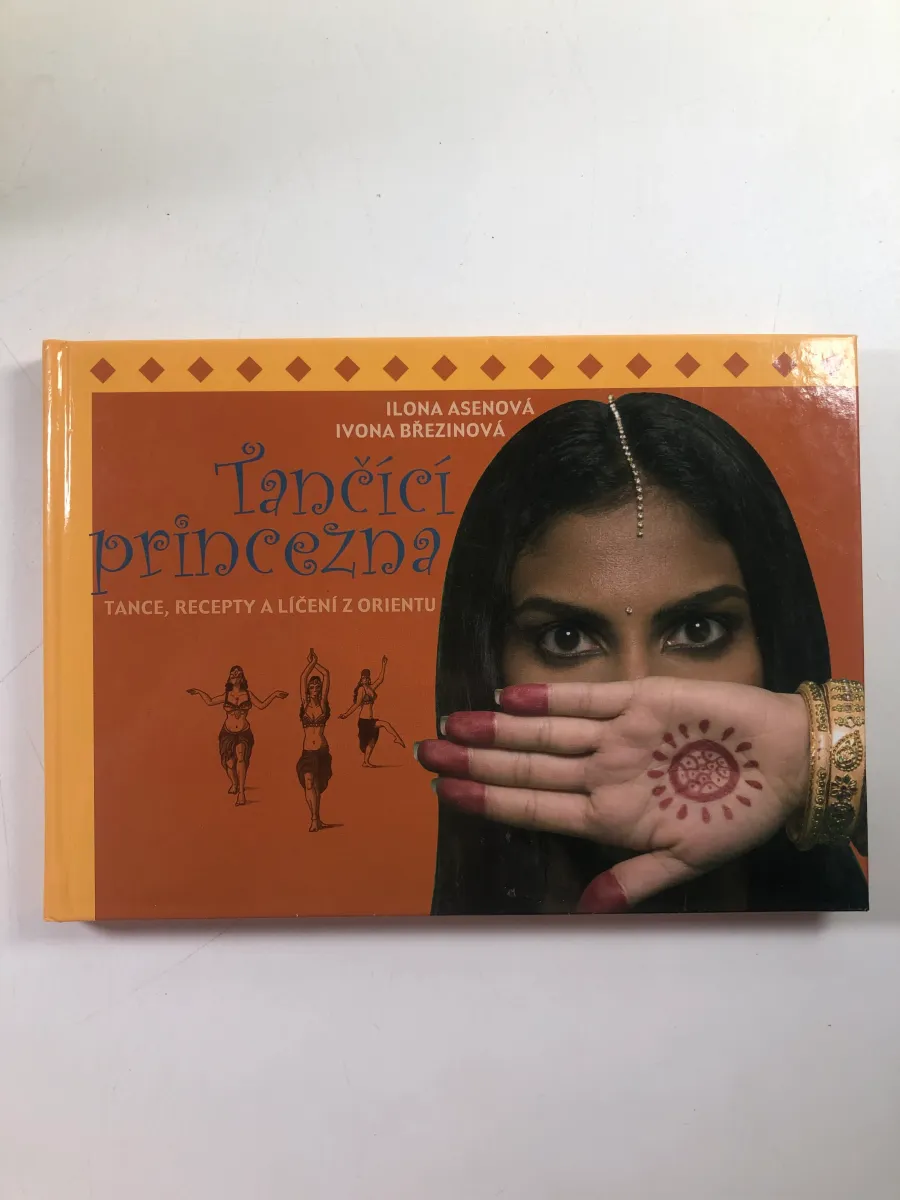 ILONA ASENOVÁ
IVONA BŘEZINOVÁ
Tančící
princezna
TANCE, RECEPTY A LÍČENÍ Z ORIENTU